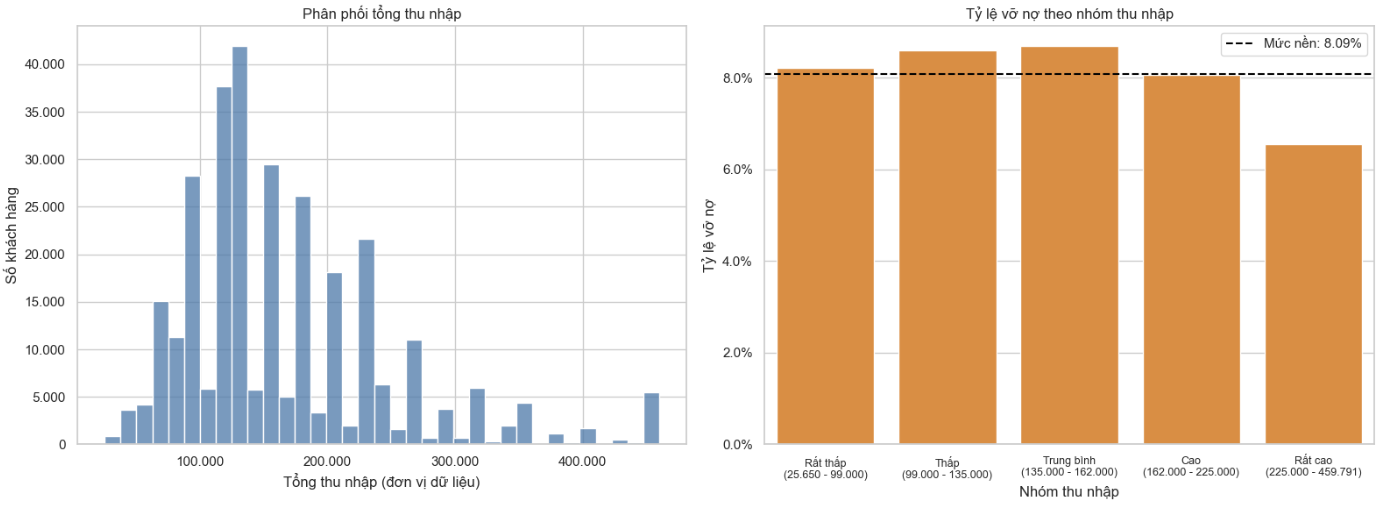 Phân phối tổng thu nhập
Số khách hàng
40.000
35.000
30.000
25.000
20.000
15.000
10.000
5.000
0
100.000
200.000
300.000
400.000
Tổng thu nhập (đơn vị dữ liệu)
Tỷ lệ vỡ nợ theo nhóm thu nhập
Mức nền: 8.09%
Tỷ lệ vỡ nợ
8.0%
6.0%
4.0%
2.0%
0.0%
Rất thấp
(25.650 - 99.000)
Thấp
(99.000 - 135.000)
Trung bình
(135.000 - 162.000)
Cao
(162.000 - 225.000)
Rất cao
(225.000 - 459.791)
Nhóm thu nhập